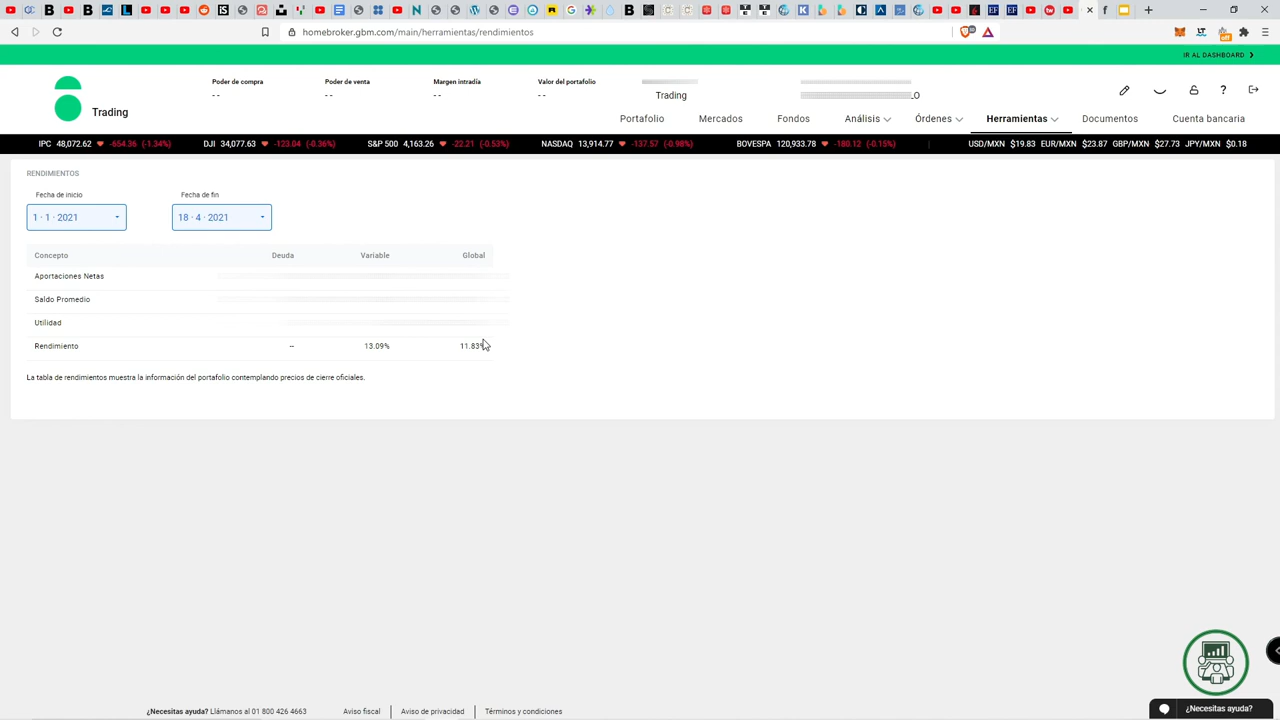 homebroker.gbm.com/main/herramientas/rendimientos
IR AL DASHBOARD
Poder de compra
--
Poder de venta
--
Margen intradía
--
Valor del portafolio
--
Trading
Trading
Portafolio
Mercados
Fondos
Análisis
Órdenes
Herramientas
Documentos
Cuenta bancaria
IPC 48,072.62 -654.36 (-1.34%) DJI 34,077.63 -123.04 (-0.36%) S&P 500 4,163.26 -22.21 (-0.53%) NASDAQ 13,914.77 -137.57 (-0.98%) BOVESPA 120,933.78 -180.12 (-0.15%) USD/MXN $19.83 EUR/MXN $23.87 GBP/MXN $27.73 JPY/MXN $0.18
RENDIMIENTOS
Fecha de inicio
Fecha de fin
1 · 1 · 2021
18 · 4 · 2021
Concepto Deuda Variable Global
Aportaciones Netas
Saldo Promedio
Utilidad
Rendimiento -- 13.09% 11.83%
La tabla de rendimientos muestra la información del portafolio contemplando precios de cierre oficiales.
¿Necesitas ayuda? Llámanos al 01 800 426 4663
Aviso fiscal
Aviso de privacidad
Términos y condiciones
¿Necesitas ayuda?